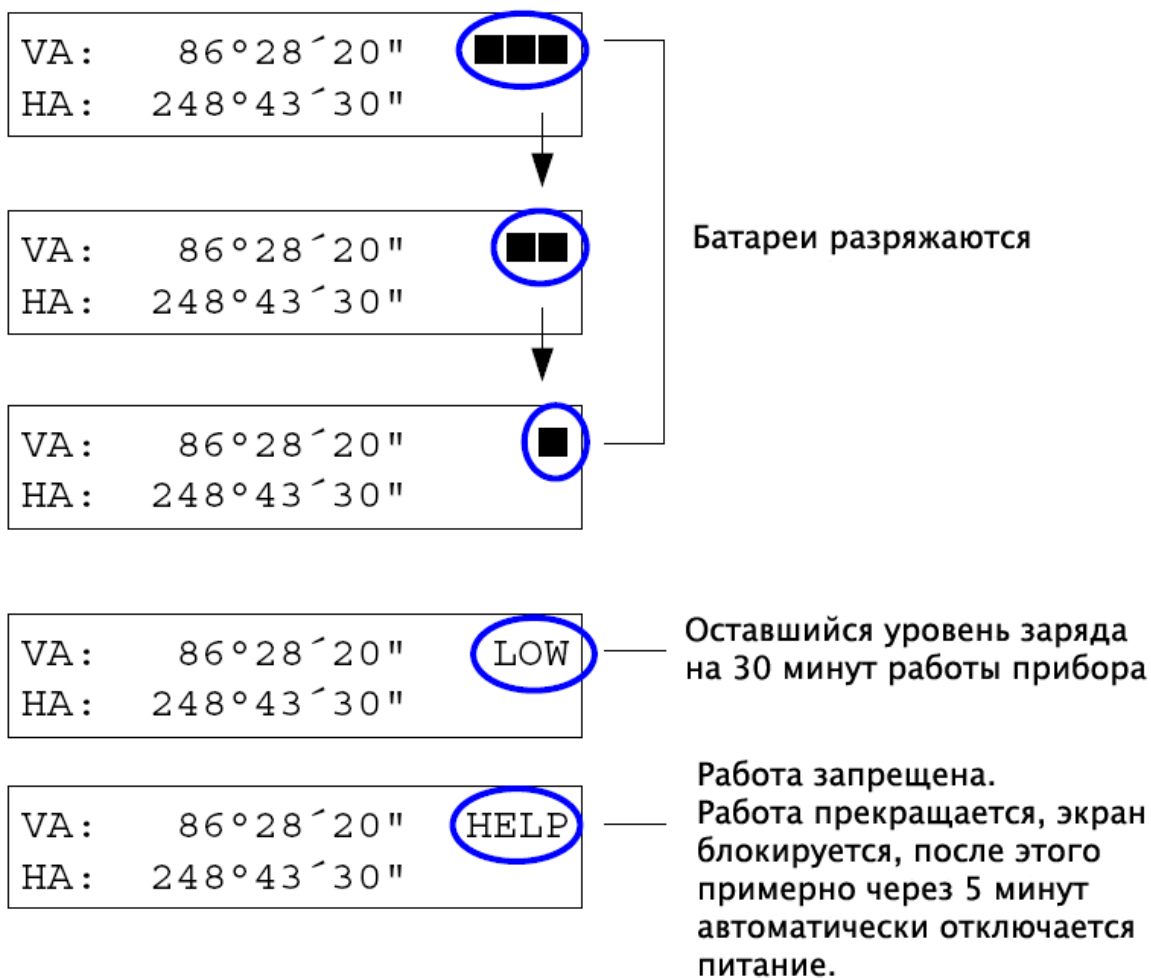 VA: 86°28´20" ■■■
HA: 248°43´30"
VA: 86°28´20" ■■
HA: 248°43´30"
Батареи разряжаются
VA: 86°28´20" ■
HA: 248°43´30"
VA: 86°28´20" LOW
HA: 248°43´30"
Оставшийся уровень заряда
на 30 минут работы прибора
VA: 86°28´20" HELP
HA: 248°43´30"
Работа запрещена.
Работа прекращается, экран
блокируется, после этого
примерно через 5 минут
автоматически отключается
питание.